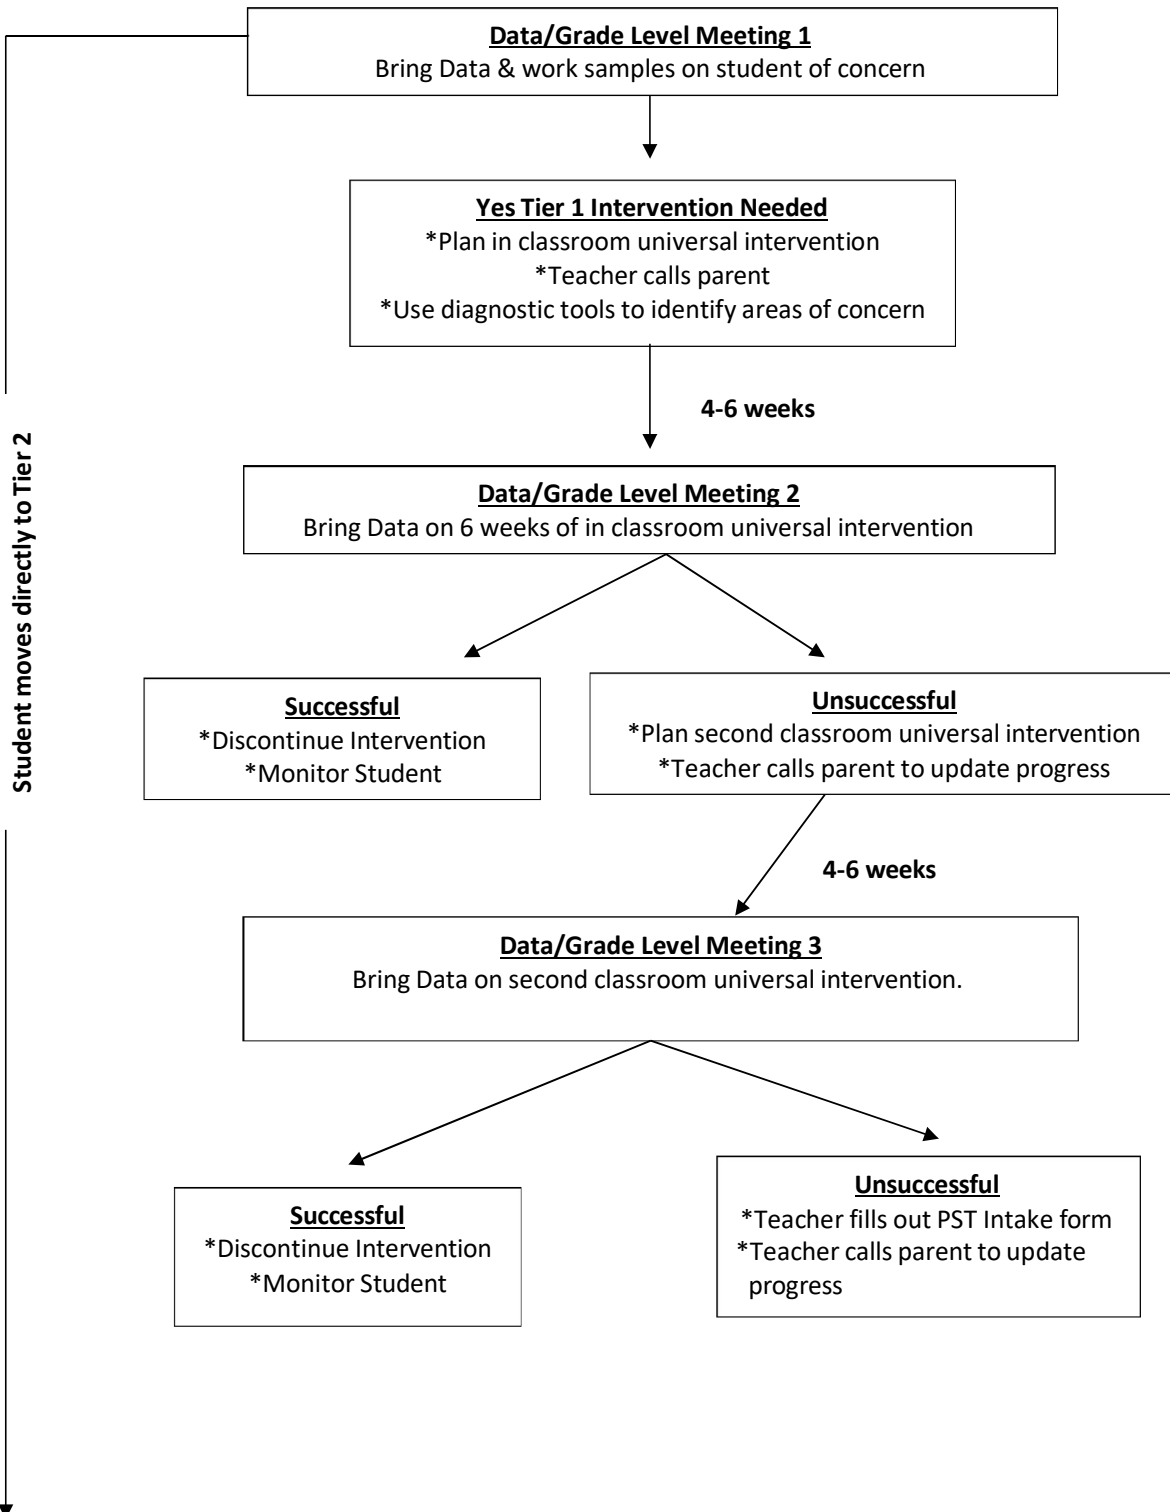 Data/Grade Level Meeting 1
Bring Data & work samples on student of concern
Yes Tier 1 Intervention Needed
*Plan in classroom universal intervention
*Teacher calls parent
*Use diagnostic tools to identify areas of concern
4-6 weeks
Student moves directly to Tier 2
Data/Grade Level Meeting 2
Bring Data on 6 weeks of in classroom universal intervention
Successful
*Discontinue Intervention
*Monitor Student
Unsuccessful
*Plan second classroom universal intervention
*Teacher calls parent to update progress
4-6 weeks
Data/Grade Level Meeting 3
Bring Data on second classroom universal intervention.
Successful
*Discontinue Intervention
*Monitor Student
Unsuccessful
*Teacher fills out PST Intake form
*Teacher calls parent to update
progress